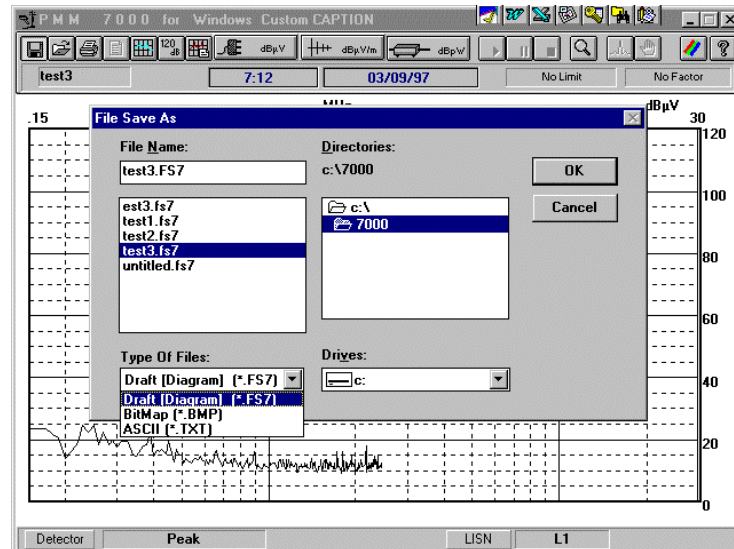 PMM 7000 for Windows Custom CAPTION
120 dB
dBµV
dBµV/m
dBpW
test3
7:12
03/09/97
No Limit
No Factor
dBµV
.15
30
File Save As
File Name:
Directories:
test3.FS7
c:\7000
OK
est3.fs7
test1.fs7
test2.fs7
test3.fs7
untitled.fs7
c:\
7000
Cancel
Type Of Files:
Drives:
Draft [Diagram] (*.FS7)
c:
Draft [Diagram] (*.FS7)
BitMap (*.BMP)
ASCII (*.TXT)
120
100
80
60
40
20
0
Detector
Peak
LISN
L1